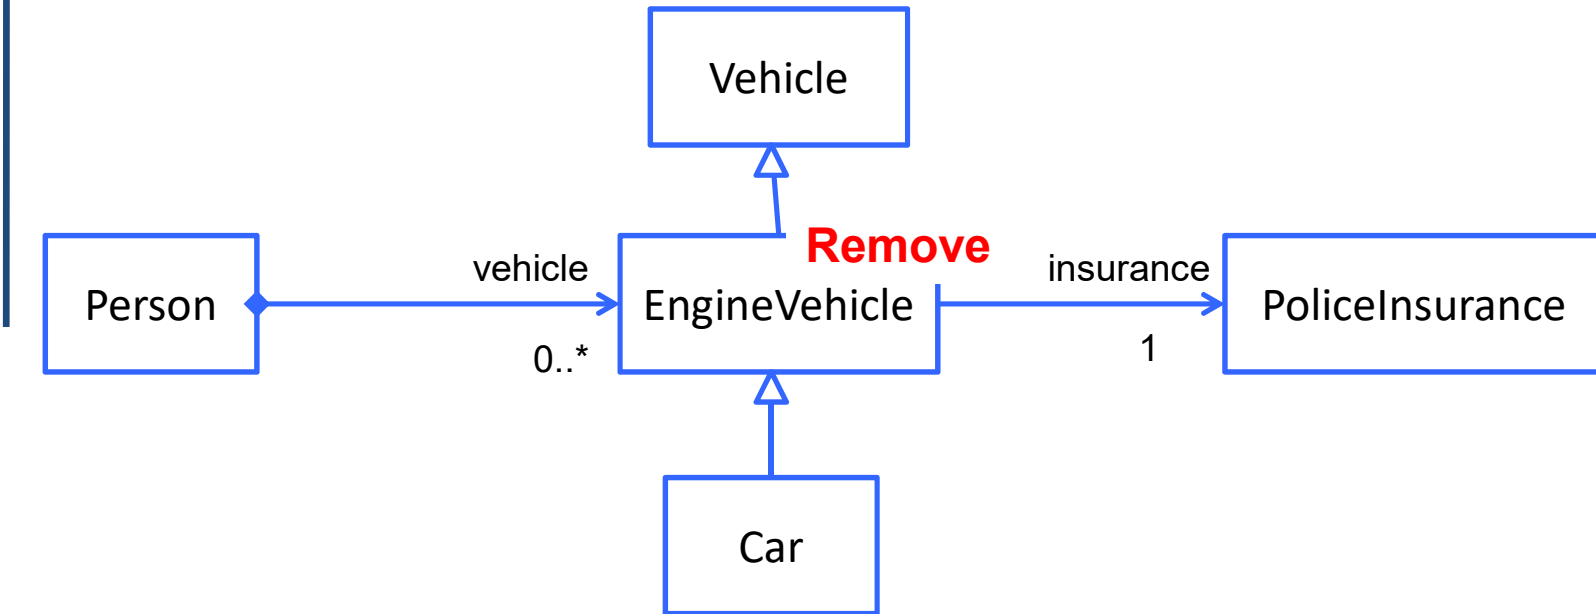 Vehicle
Remove
vehicle
insurance
Person
EngineVehicle
PoliceInsurance
0..*
1
Car